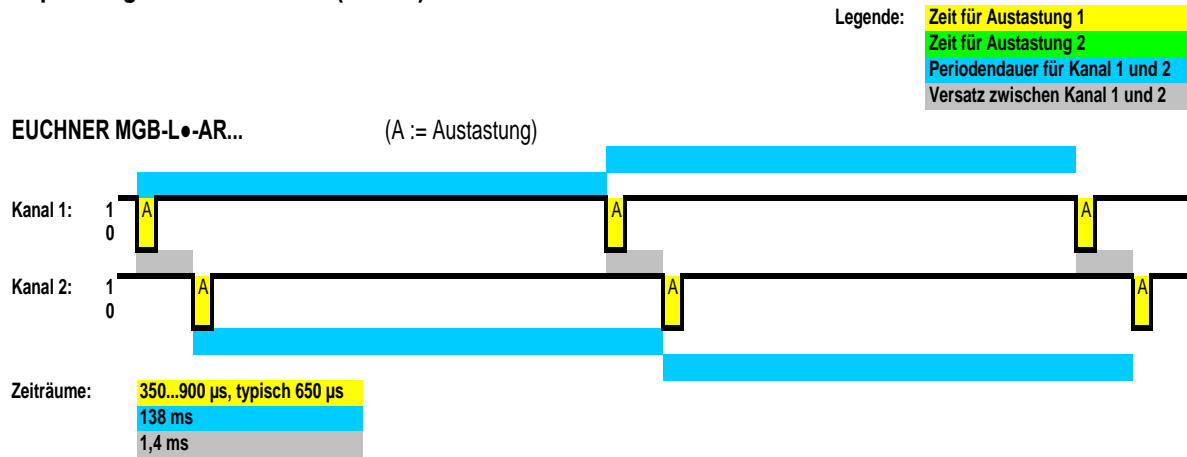 Legende: Zeit für Austastung 1
Zeit für Austastung 2
Periodendauer für Kanal 1 und 2
Versatz zwischen Kanal 1 und 2
EUCHNER MGB-L●-AR... (A := Austastung)
Kanal 1: 1 A A A
0
Kanal 2: 1 A A A
0
Zeiträume: 350...900 µs, typisch 650 µs
138 ms
1,4 ms